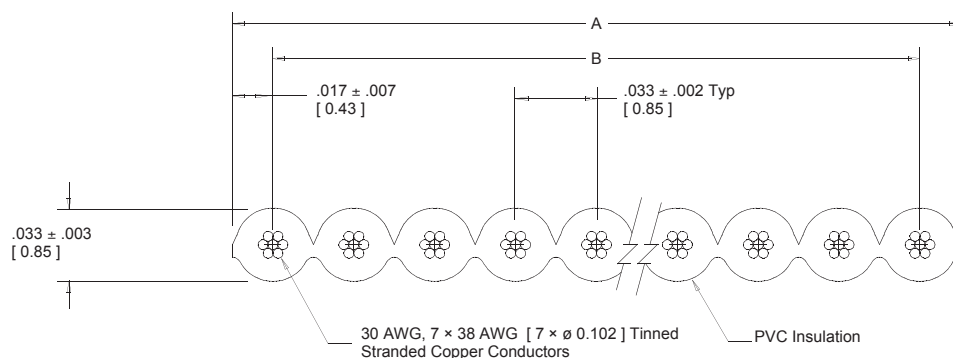 A
B
.017 ± .007
[ 0.43 ]
.033 ± .002 Typ
[ 0.85 ]
.033 ± .003
[ 0.85 ]
30 AWG, 7 × 38 AWG [ 7 × ø 0.102 ] Tinned
Stranded Copper Conductors
PVC Insulation